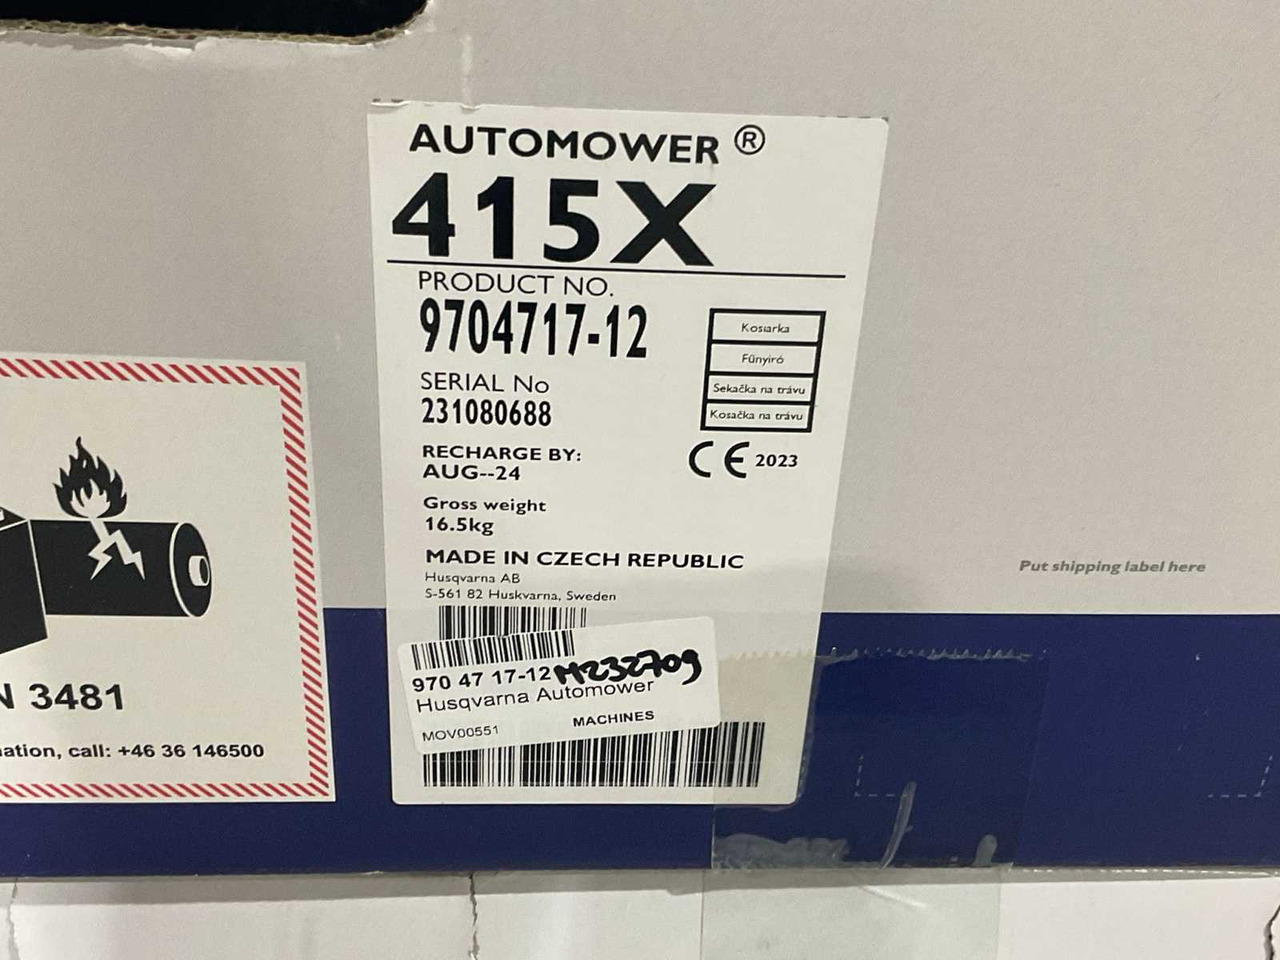 AUTOMOWER ®
415X
PRODUCT NO.
9704717-12
Kosiarka
Fűnyíró
Sekačka na trávu
Kosačka na trávu
SERIAL No
231080688
RECHARGE BY:
AUG--24
CE 2023
Gross weight
16.5kg
MADE IN CZECH REPUBLIC
Husqvarna AB
S-561 82 Huskvarna, Sweden
970 47 17-12 M232709
Husqvarna Automower
MOV00551 MACHINES
Put shipping label here
N 3481
ation, call: +46 36 146500